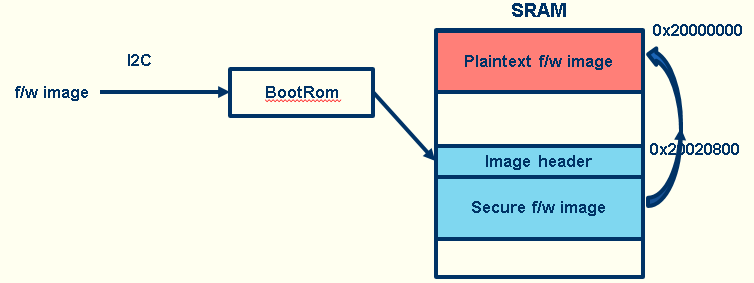 SRAM
0x20000000
I2C
Plaintext f/w image
f/w image
BootRom
0x20020800
Image header
Secure f/w image